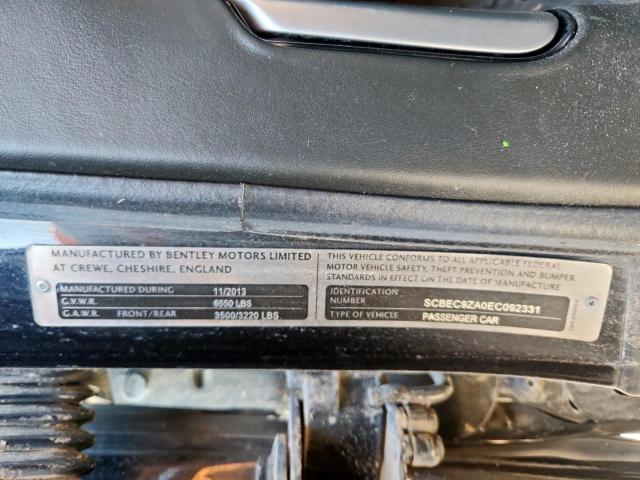 MANUFACTURED BY BENTLEY MOTORS LIMITED
AT CREWE, CHESHIRE, ENGLAND
MANUFACTURED DURING 11/2013
G.V.W.R. 6550 LBS
G.A.W.R. FRONT/REAR 3500/3220 LBS
THIS VEHICLE CONFORMS TO ALL APPLICABLE FEDERAL
MOTOR VEHICLE SAFETY, THEFT PREVENTION AND BUMPER
STANDARDS IN EFFECT ON THE DATE OF MANUFACTURE
IDENTIFICATION
NUMBER SCBEC9ZA0EC092331
TYPE OF VEHICLE PASSENGER CAR